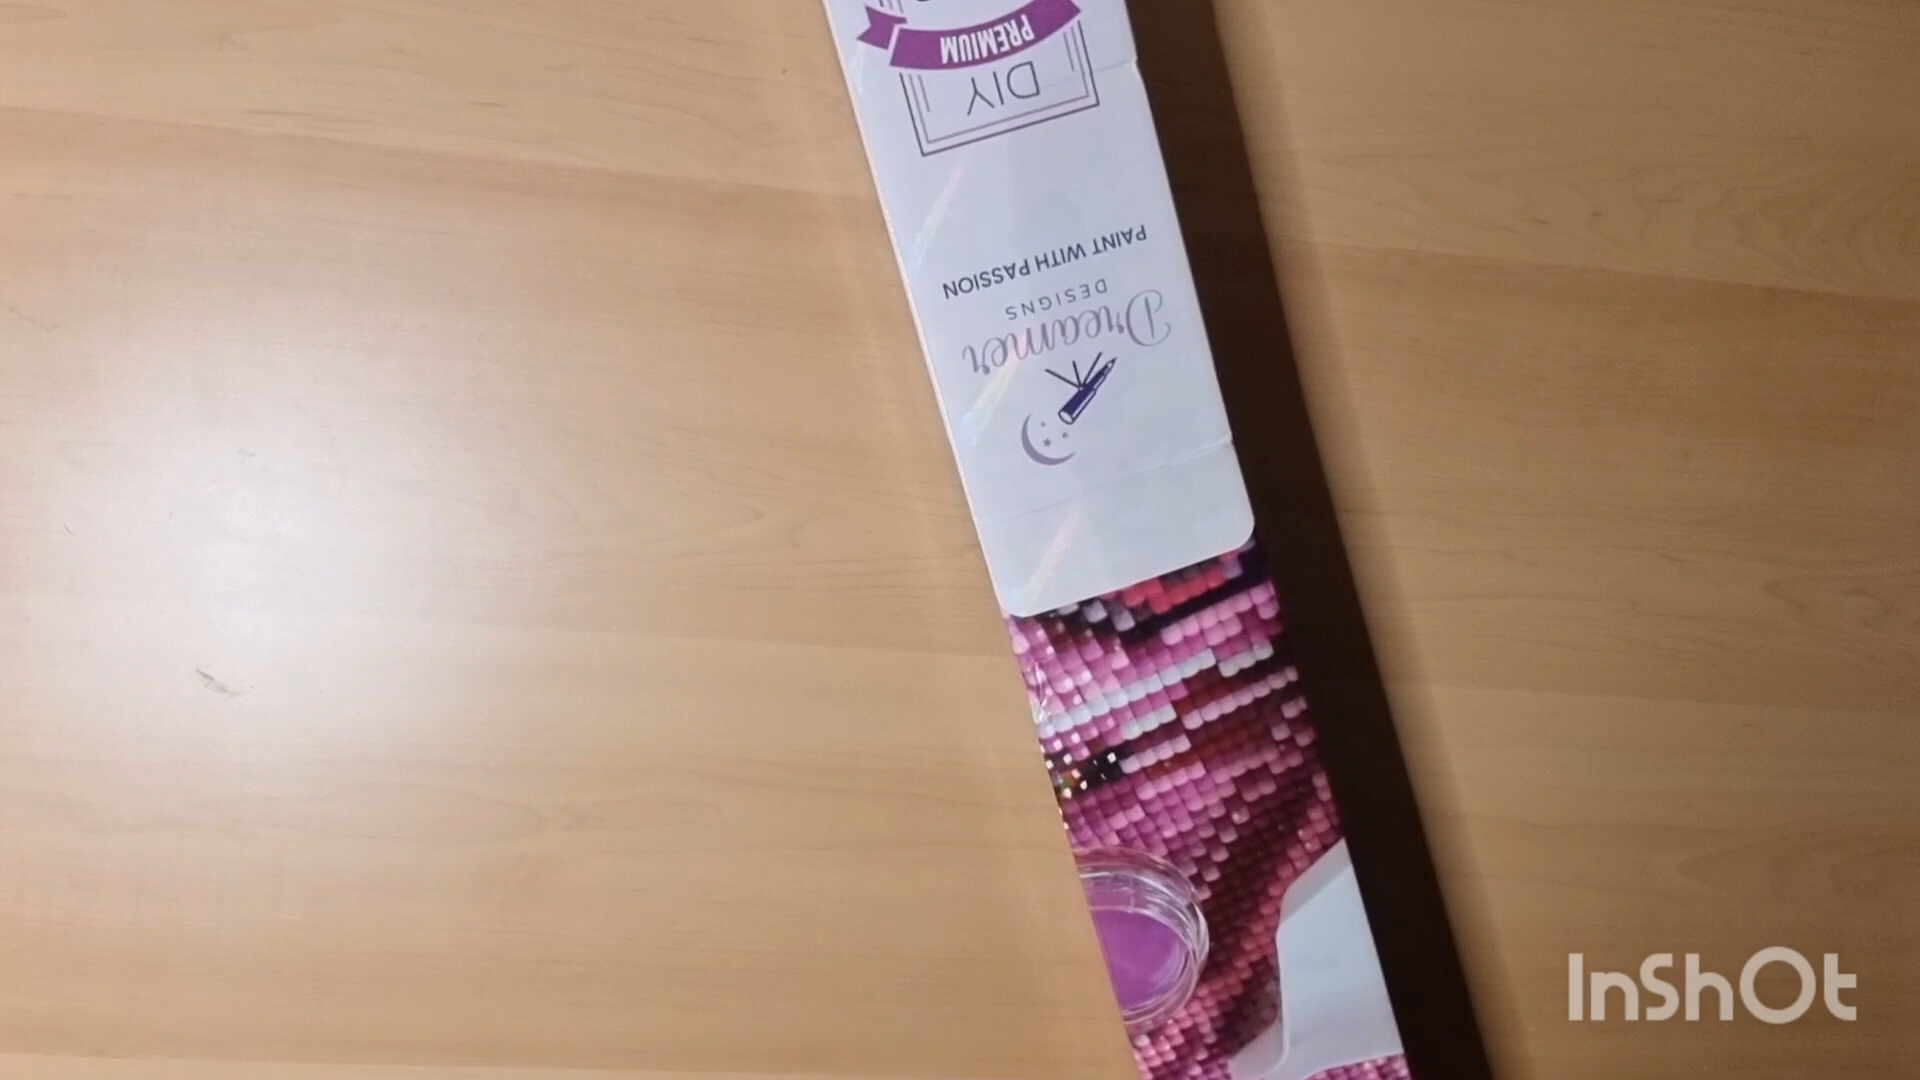 Dreamer
DESIGNS
PAINT WITH PASSION
DIY
PREMIUM
InShOt